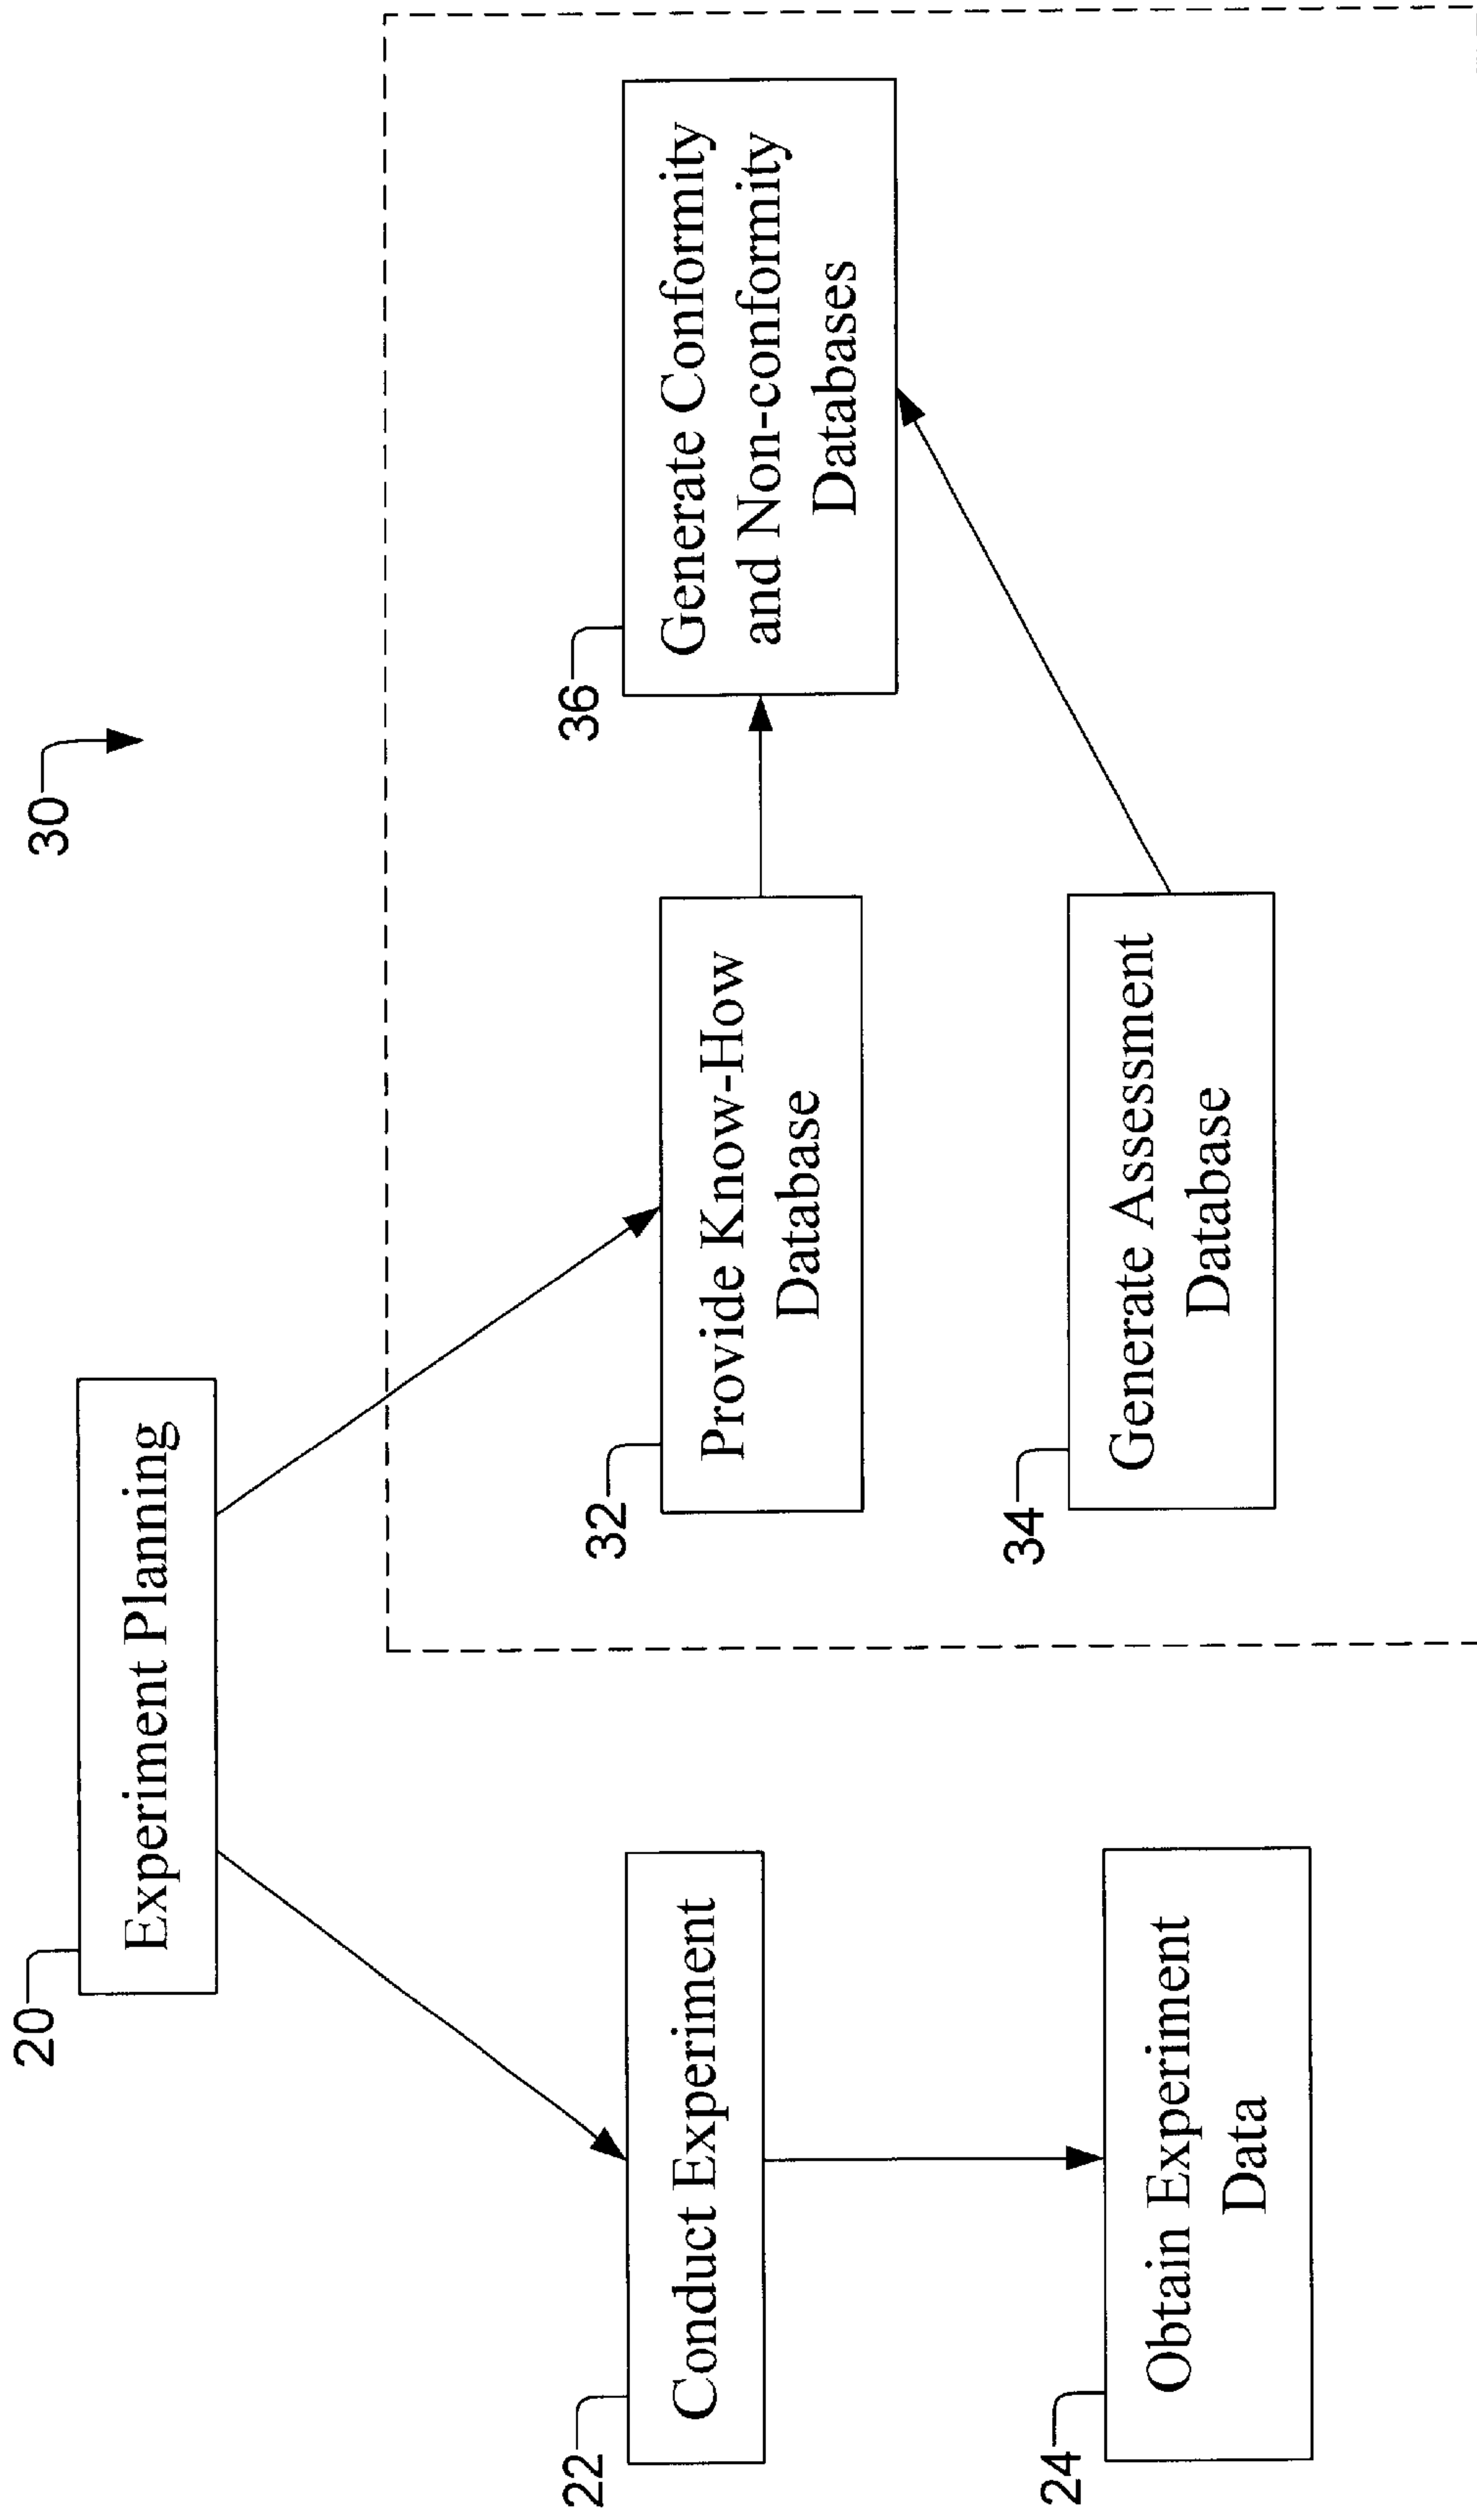 30
20
Experiment Planning
22
Conduct Experiment
32
Provide Know-How
Database
36
Generate Conformity
and Non-conformity
Databases
24
Obtain Experiment
Data
34
Generate Assessment
Database